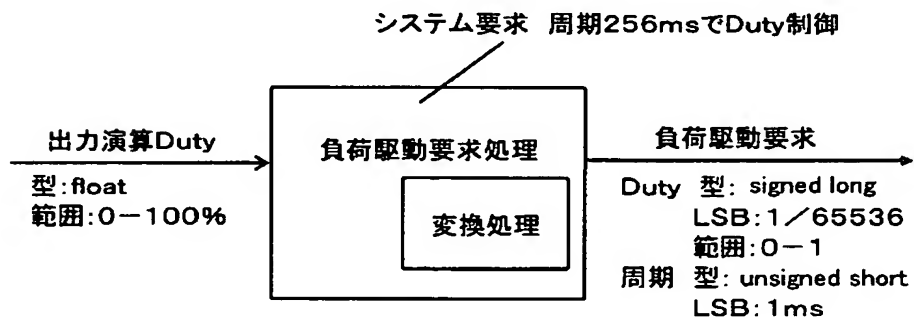 システム要求 周期256msでDuty制御
出力演算Duty
型:float
範囲:0-100%
負荷駆動要求処理
変換処理
負荷駆動要求
Duty 型: signed long
LSB:1/65536
範囲:0-1
周期 型: unsigned short
LSB:1ms